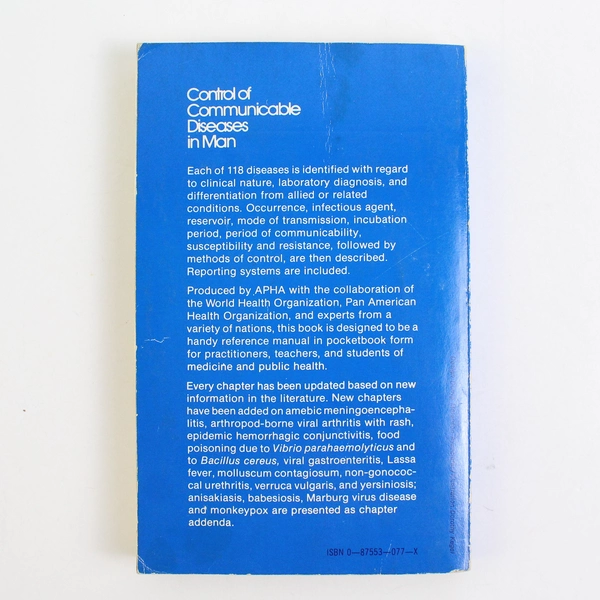 Control of
Communicable
Diseases
in Man
Each of 118 diseases is identified with regard
to clinical nature, laboratory diagnosis, and
differentiation from allied or related
conditions. Occurrence, infectious agent,
reservoir, mode of transmission, incubation
period, period of communicability,
susceptibility and resistance, followed by
methods of control, are then described.
Reporting systems are included.
Produced by APHA with the collaboration of
the World Health Organization, Pan American
Health Organization, and experts from a
variety of nations, this book is designed to be a
handy reference manual in pocketbook form
for practitioners, teachers, and students of
medicine and public health.
Every chapter has been updated based on new
information in the literature. New chapters
have been added on amebic meningoencepha-
litis, arthropod-borne viral arthritis with rash,
epidemic hemorrhagic conjunctivitis, food
poisoning due to Vibrio parahaemolyticus and
to Bacillus cereus, viral gastroenteritis, Lassa
fever, molluscum contagiosum, non-gonococ-
cal urethritis, verruca vulgaris, and yersiniosis;
anisakiasis, babesiosis, Marburg virus disease
and monkeypox are presented as chapter
addenda.
ISBN 0—87553—077—X